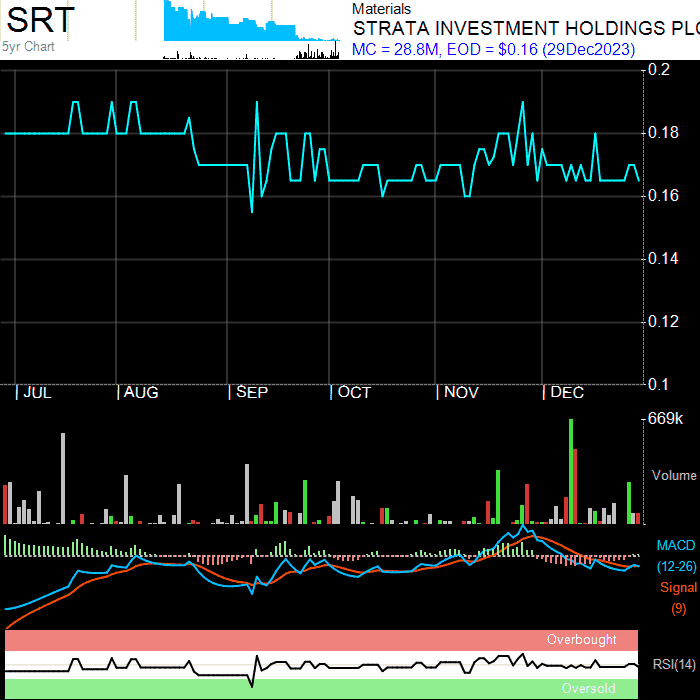 SRT
5yr Chart
Materials
STRATA INVESTMENT HOLDINGS PLC
MC = 28.8M, EOD = $0.16 (29Dec2023)
0.2
0.18
0.16
0.14
0.12
0.1
| JUL | AUG | SEP | OCT | NOV | DEC
669k
Volume
MACD
(12-26)
Signal
(9)
Overbought
RSI(14)
Oversold